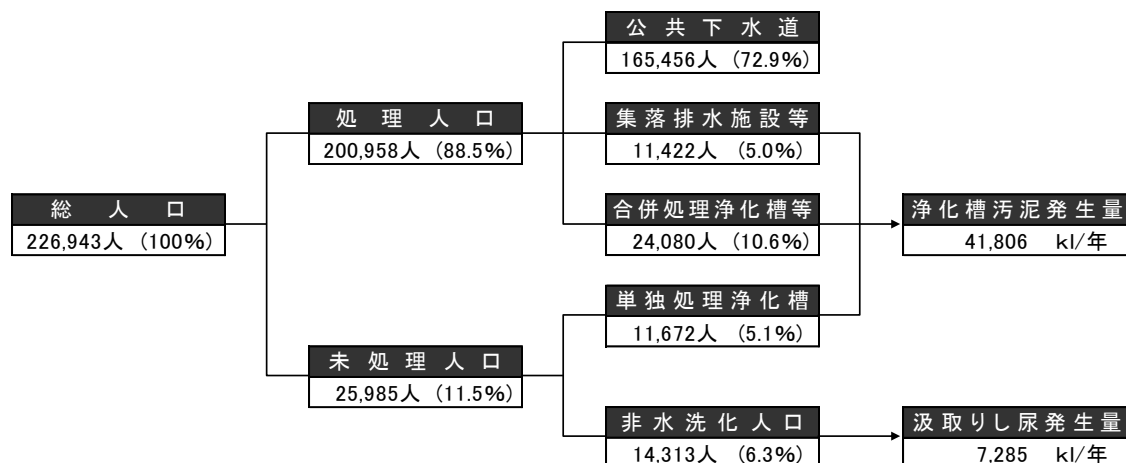 公共下水道
165,456人 (72.9%)
処理人口
200,958人 (88.5%)
集落排水施設等
11,422人 (5.0%)
総人口
226,943人 (100%)
合併処理浄化槽等
24,080人 (10.6%)
浄化槽汚泥発生量
41,806 kl/年
単独処理浄化槽
11,672人 (5.1%)
未処理人口
25,985人 (11.5%)
非水洗化人口
14,313人 (6.3%)
汲取りし尿発生量
7,285 kl/年